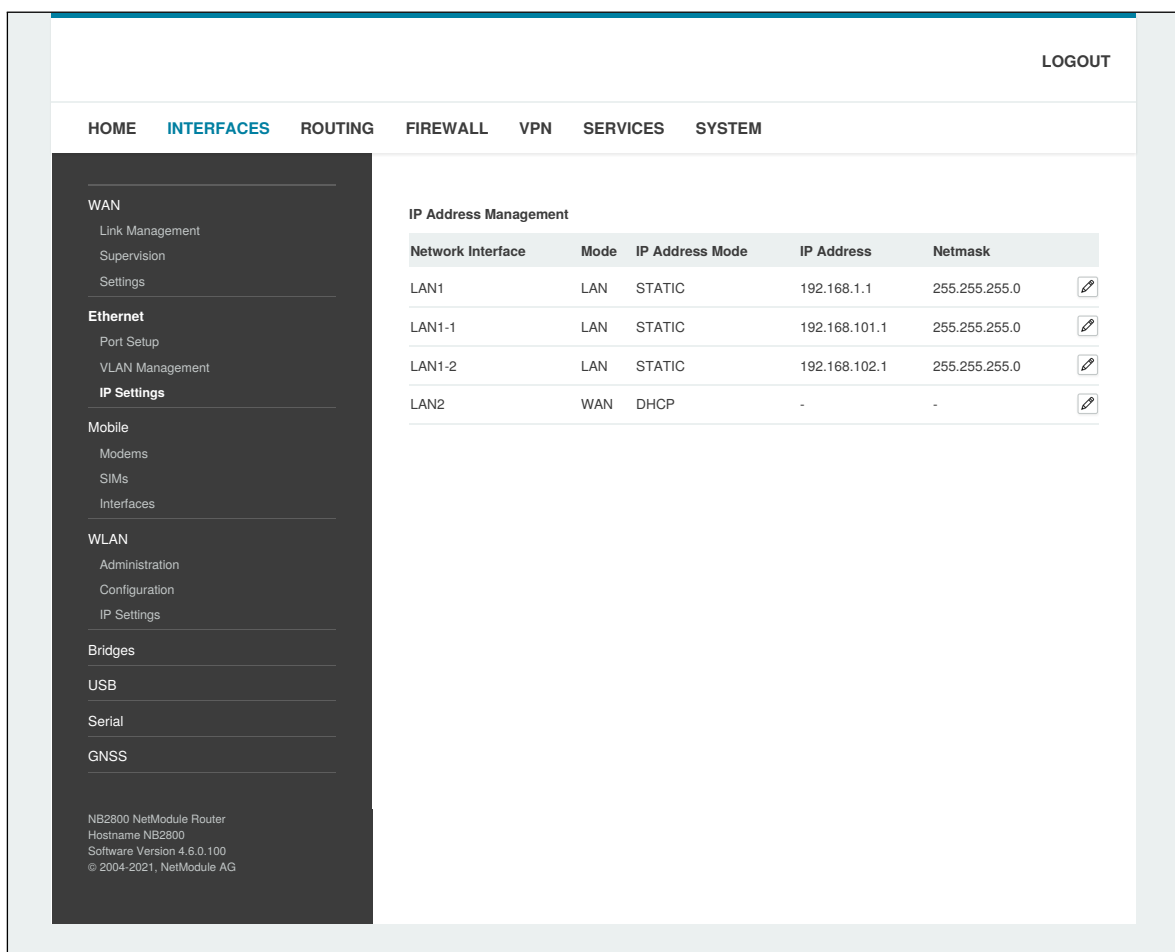 LOGOUT
HOME INTERFACES ROUTING FIREWALL VPN SERVICES SYSTEM
WAN
Link Management
Supervision
Settings
Ethernet
Port Setup
VLAN Management
IP Settings
Mobile
Modems
SIMs
Interfaces
WLAN
Administration
Configuration
IP Settings
Bridges
USB
Serial
GNSS
NB2800 NetModule Router
Hostname NB2800
Software Version 4.6.0.100
© 2004-2021, NetModule AG
IP Address Management
Network Interface Mode IP Address Mode IP Address Netmask
LAN1 LAN STATIC 192.168.1.1 255.255.255.0
LAN1-1 LAN STATIC 192.168.101.1 255.255.255.0
LAN1-2 LAN STATIC 192.168.102.1 255.255.255.0
LAN2 WAN DHCP - -